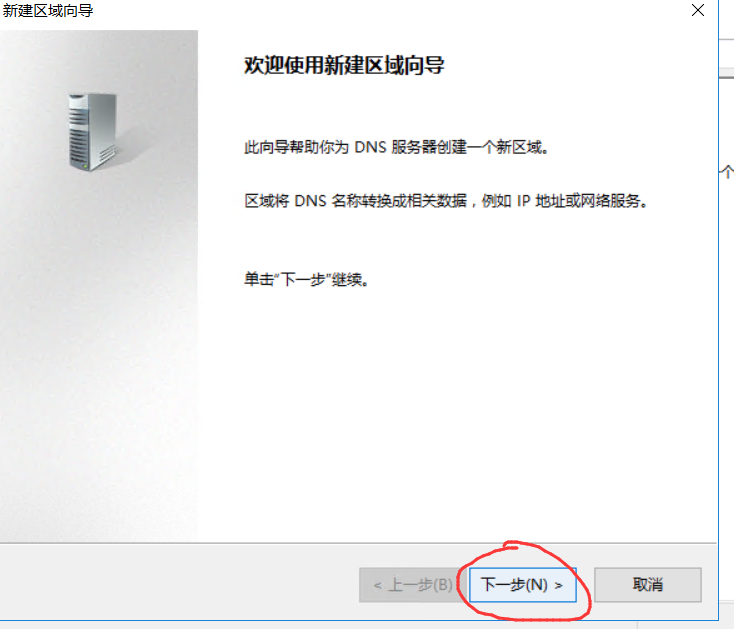 新建区域向导
欢迎使用新建区域向导
此向导帮助你为 DNS 服务器创建一个新区域。
区域将 DNS 名称转换成相关数据，例如 IP 地址或网络服务。
个
单击"下一步"继续。
< 上一步(B)
下一步(N) >
取消